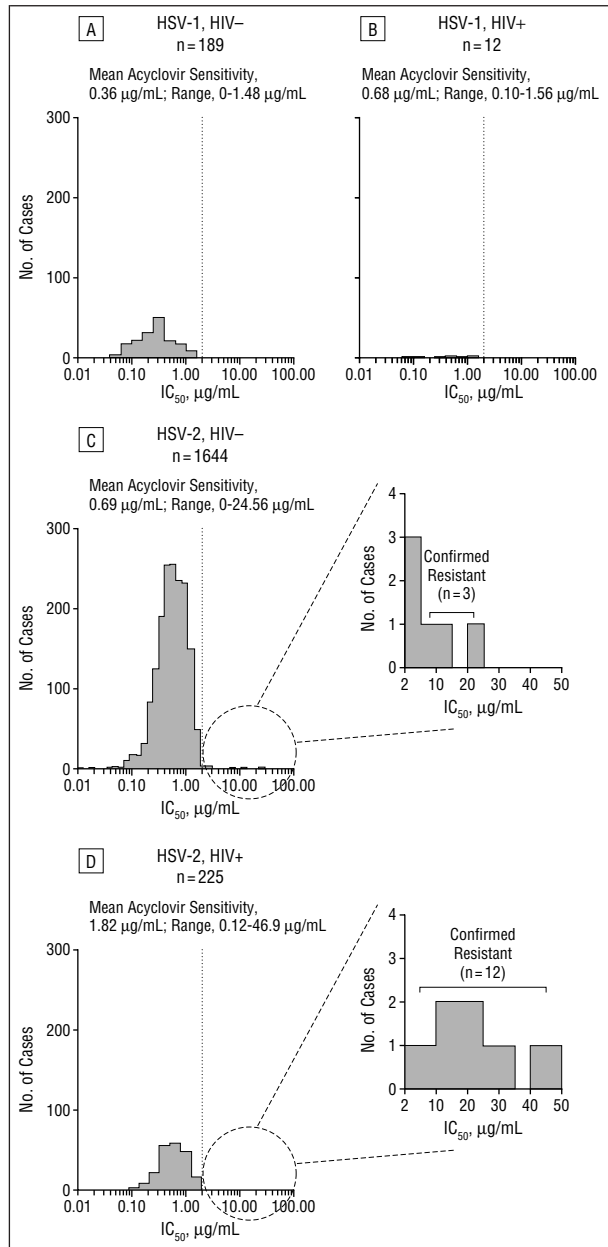 A
HSV-1, HIV–
n=189
Mean Acyclovir Sensitivity,
0.36 µg/mL; Range, 0-1.48 µg/mL
300
200
100
0
No. of Cases
0.01 0.10 1.00 10.00 100.00
IC50, µg/mL
B
HSV-1, HIV+
n=12
Mean Acyclovir Sensitivity,
0.68 µg/mL; Range, 0.10-1.56 µg/mL
300
200
100
0
No. of Cases
0.01 0.10 1.00 10.00 100.00
IC50, µg/mL
C
HSV-2, HIV–
n=1644
Mean Acyclovir Sensitivity,
0.69 µg/mL; Range, 0-24.56 µg/mL
300
200
100
0
No. of Cases
0.01 0.10 1.00 10.00 100.00
IC50, µg/mL
4
3
2
1
0
No. of Cases
Confirmed
Resistant
(n=3)
2 10 20 30 40 50
IC50, µg/mL
D
HSV-2, HIV+
n=225
Mean Acyclovir Sensitivity,
1.82 µg/mL; Range, 0.12-46.9 µg/mL
300
200
100
0
No. of Cases
0.01 0.10 1.00 10.00 100.00
IC50, µg/mL
4
3
2
1
0
No. of Cases
Confirmed
Resistant
(n=12)
2 10 20 30 40 50
IC50, µg/mL